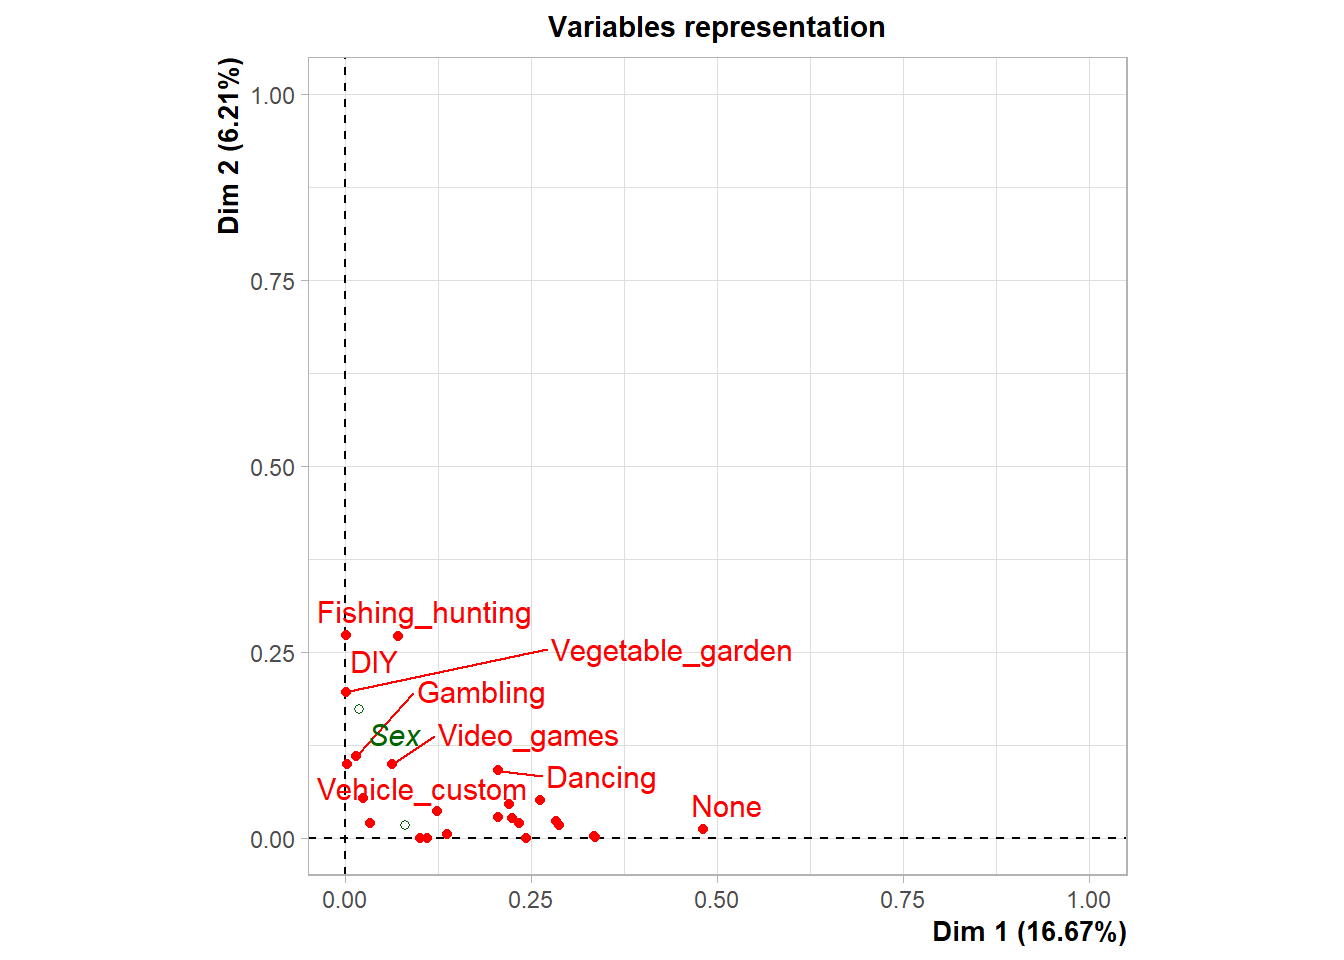 Variables representation
Dim 2 (6.21%)
1.00
0.75
0.50
0.25
0.00
Fishing_hunting
Vegetable_garden
DIY
Gambling
Sex
Video_games
Dancing
Vehicle_custom
None
0.00 0.25 0.50 0.75 1.00
Dim 1 (16.67%)